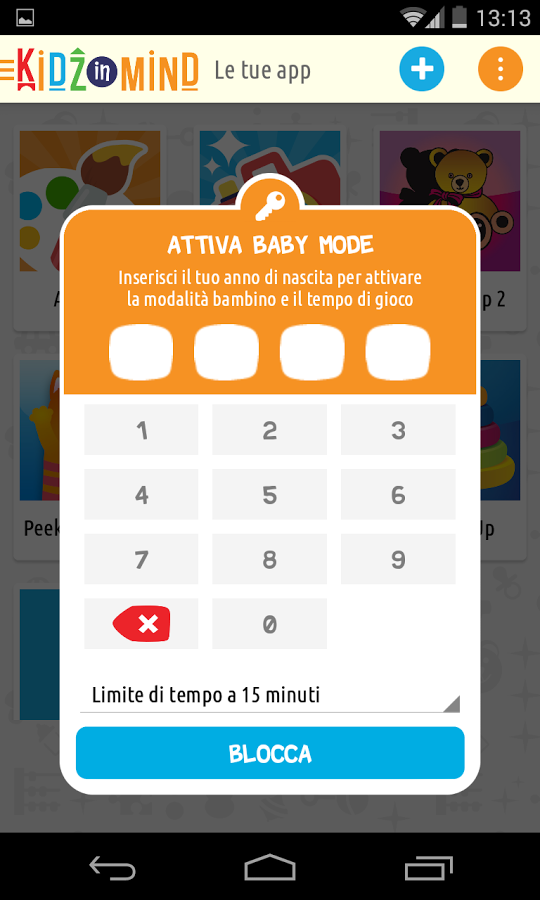 13:13
KIDZ in MIND Le tue app
ATTIVA BABY MODE
Inserisci il tuo anno di nascita per attivare
la modalità bambino e il tempo di gioco
p 2
1 2 3
4 5 6
Peek
7 8 9
0
Limite di tempo a 15 minuti
BLOCCA